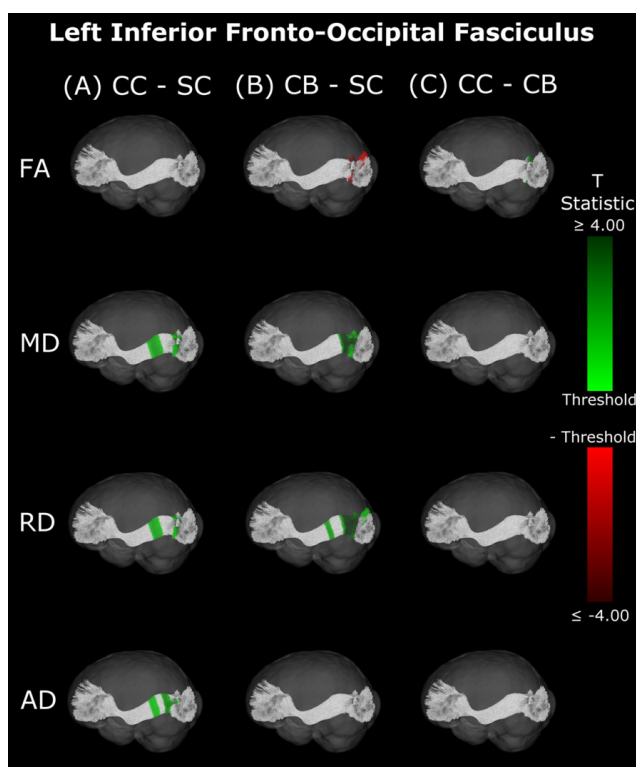 Left Inferior Fronto-Occipital Fasciculus
(A) CC - SC (B) CB - SC (C) CC - CB
FA
T
Statistic
≥ 4.00
MD
Threshold
- Threshold
RD
≤ -4.00
AD